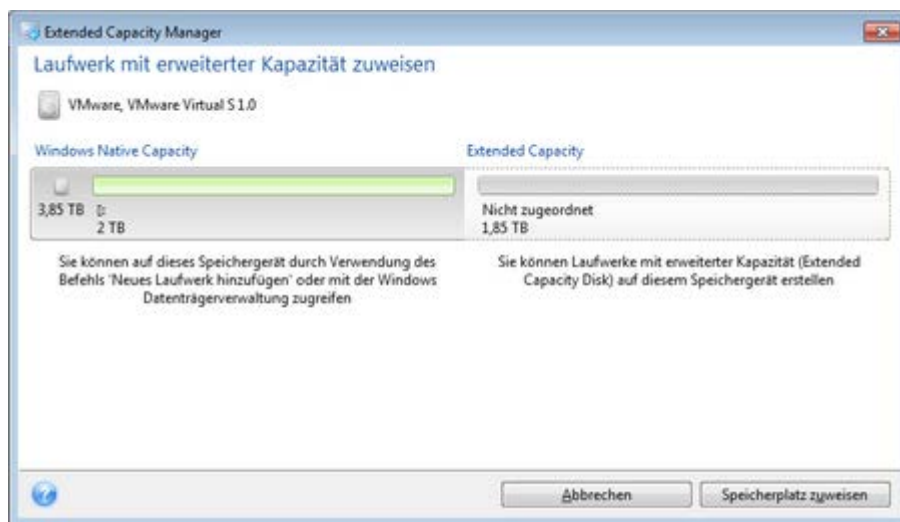 Extended Capacity Manager
Laufwerk mit erweiterter Kapazität zuweisen
VMware, VMware Virtual S 1.0
Windows Native Capacity
Extended Capacity
3,85 TB
I:
2 TB
Nicht zugeordnet
1,85 TB
Sie können auf dieses Speichergerät durch Verwendung des
Befehls 'Neues Laufwerk hinzufügen' oder mit der Windows
Datenträgerverwaltung zugreifen
Sie können Laufwerke mit erweiterter Kapazität (Extended
Capacity Disk) auf diesem Speichergerät erstellen
Abbrechen
Speicherplatz zuweisen